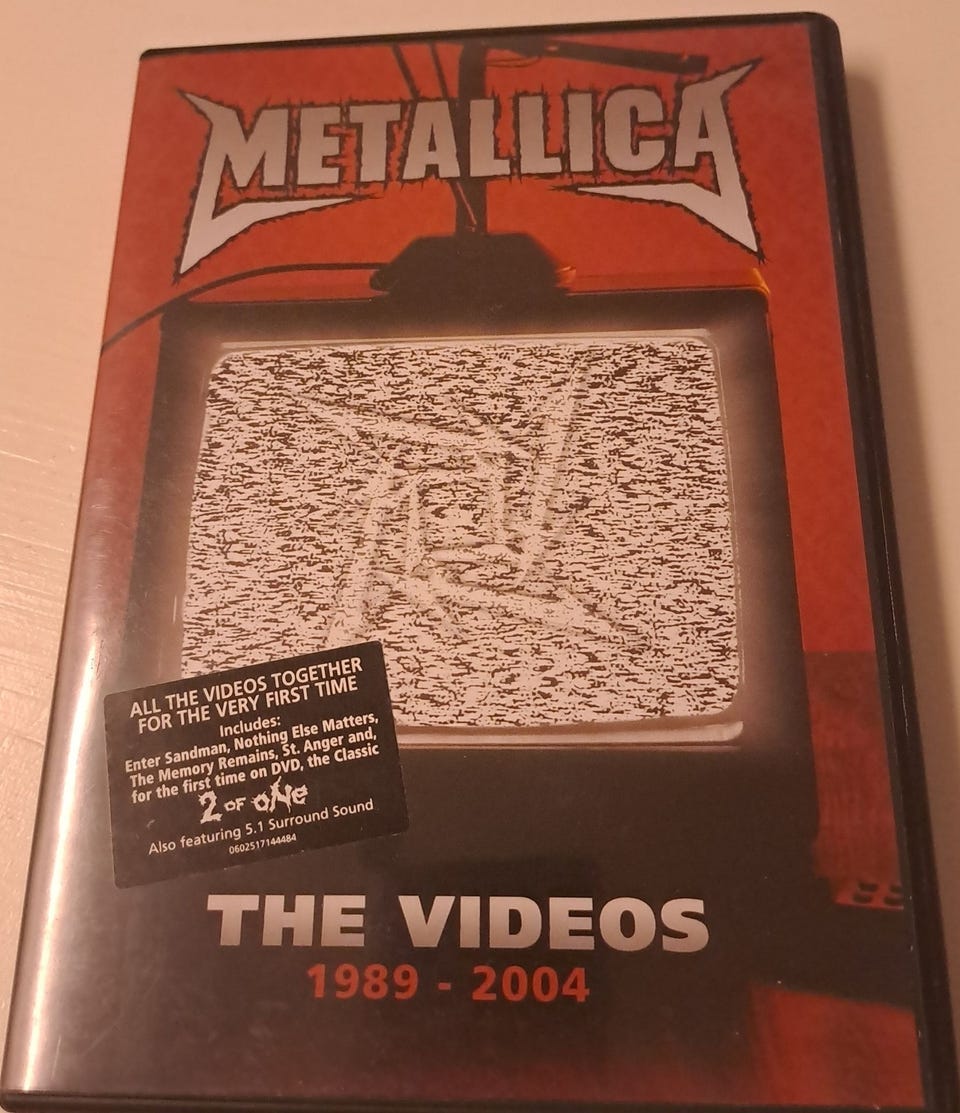 METALLICA
ALL THE VIDEOS TOGETHER
FOR THE VERY FIRST TIME
Includes:
Enter Sandman, Nothing Else Matters,
The Memory Remains, St. Anger and,
for the first time on DVD, the Classic
2 OF ONE
Also featuring 5.1 Surround Sound
0602517144484
THE VIDEOS
1989 - 2004